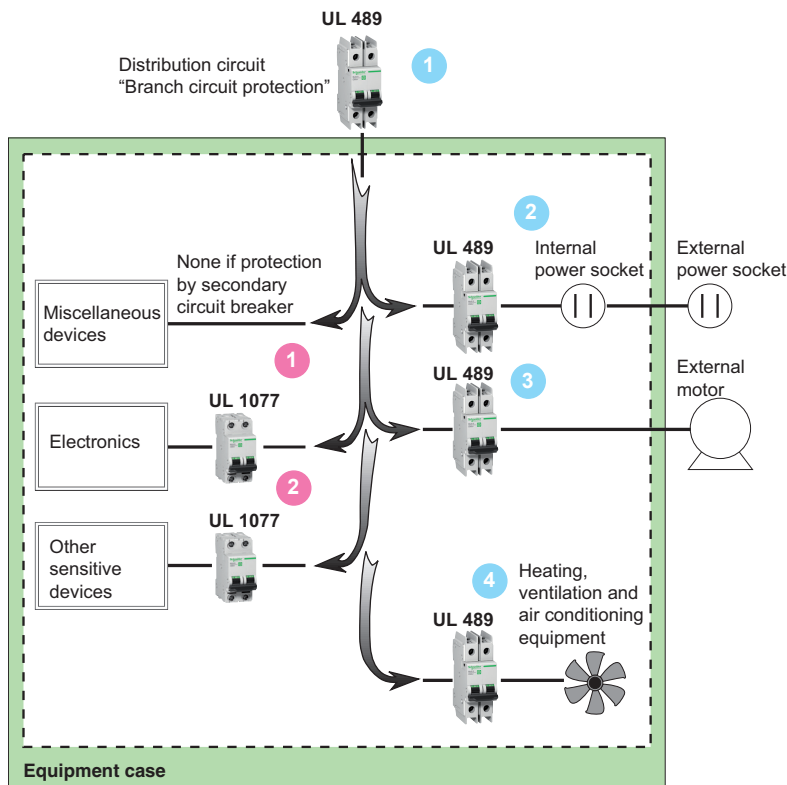 UL 489
Distribution circuit
“Branch circuit protection”
1
2
UL 489
Internal
power socket
External
power socket
None if protection
by secondary
circuit breaker
Miscellaneous
devices
1
UL 489
3
External
motor
UL 1077
Electronics
2
UL 1077
Other
sensitive
devices
4
Heating,
ventilation and
air conditioning
equipment
UL 489
Equipment case